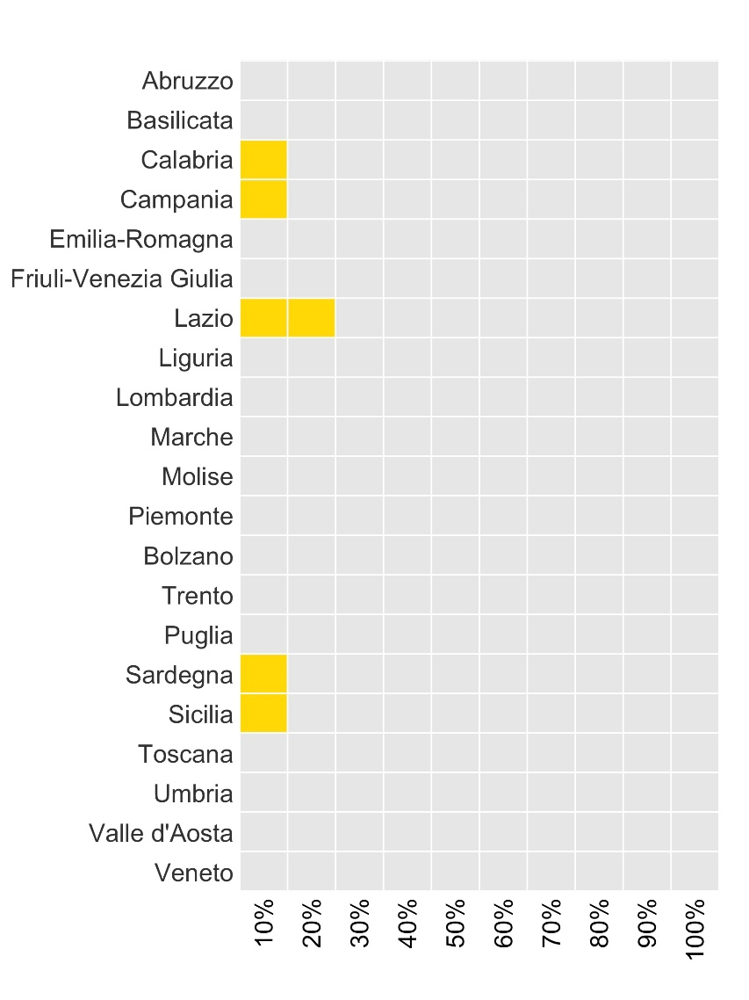 Abruzzo
Basilicata
Calabria
Campania
Emilia-Romagna
Friuli-Venezia Giulia
Lazio
Liguria
Lombardia
Marche
Molise
Piemonte
Bolzano
Trento
Puglia
Sardegna
Sicilia
Toscana
Umbria
Valle d'Aosta
Veneto
10%
20%
30%
40%
50%
60%
70%
80%
90%
100%